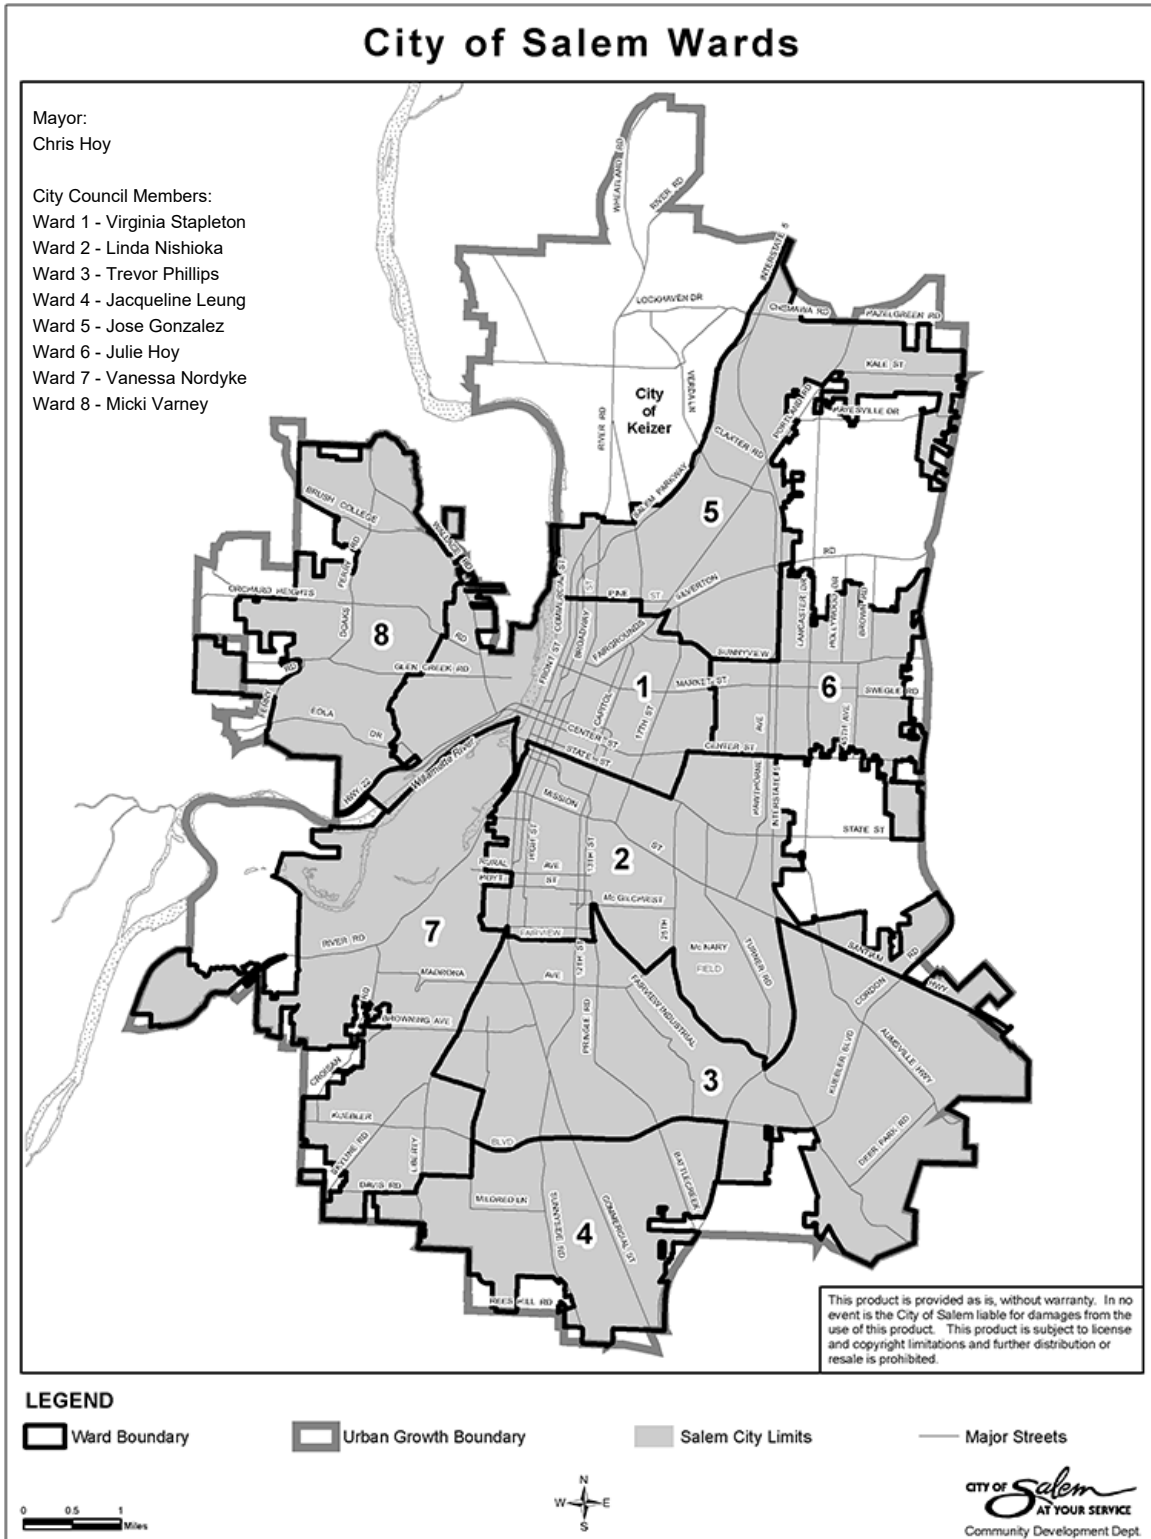 City of Salem Wards
Mayor:
Chris Hoy
City Council Members:
Ward 1 - Virginia Stapleton
Ward 2 - Linda Nishioka
Ward 3 - Trevor Phillips
Ward 4 - Jacqueline Leung
Ward 5 - Jose Gonzalez
Ward 6 - Julie Hoy
Ward 7 - Vanessa Nordyke
Ward 8 - Micki Varney
WHEATLAND RD
RIVER RD
INTERSTATE 5
LOCKHAVEN DR
CHEMAWA RD
HAZELGREEN RD
KALE ST
VERDA LN
City
of
Keizer
PORTLAND RD
HAYESVILLE DR
RIVER RD
CLAXTER RD
SALEM PARKWAY
5
BRUSH COLLEGE
WALLACE RD
RD
DOAKS FERRY RD
ORCHARD HEIGHTS
RD
COMMERCIAL ST
BROADWAY ST
PINE ST
SILVERTON
RD
LANCASTER DR
HOLLYWOOD DR
BROWN RD
8
FRONT ST
FAIRGROUNDS
SUNNYVIEW
RD
GLEN CREEK RD
1
MARKET ST
6
SWEGLE RD
FERRY
EOLA
DR
CAPITOL
17TH ST
CENTER ST
STATE ST
CENTER ST
45TH AVE
HAWTHORNE AVE
INTERSTATE 5
HWY 22
Willamette River
MISSION
ST
STATE ST
HIGH ST
13TH ST
2
RURAL
AVE
HOYT
ST
McGILCHRIST
7
FAIRVIEW
25TH
McNARY
FIELD
TURNER RD
SANTIAM
HWY
CORDON
RD
RIVER RD
MADRONA
AVE
12TH ST
FAIRVIEW INDUSTRIAL
BROWNING AVE
RD
PRINGLE RD
KUEBLER BLVD
AUMSVILLE HWY
CROISAN
3
KUEBLER
BLVD
DEER PARK RD
SKYLINE RD
LIBERTY
DAVIS RD
MILDRED LN
SUNNYSIDE RD
COMMERCIAL ST
BATTLECREEK
4
REES HILL RD
This product is provided as is, without warranty. In no
event is the City of Salem liable for damages from the
use of this product. This product is subject to license
and copyright limitations and further distribution or
resale is prohibited.
LEGEND
Ward Boundary
Urban Growth Boundary
Salem City Limits
Major Streets
0 0.5 1
Miles
N
W E
S
CITY OF Salem
AT YOUR SERVICE
Community Development Dept.